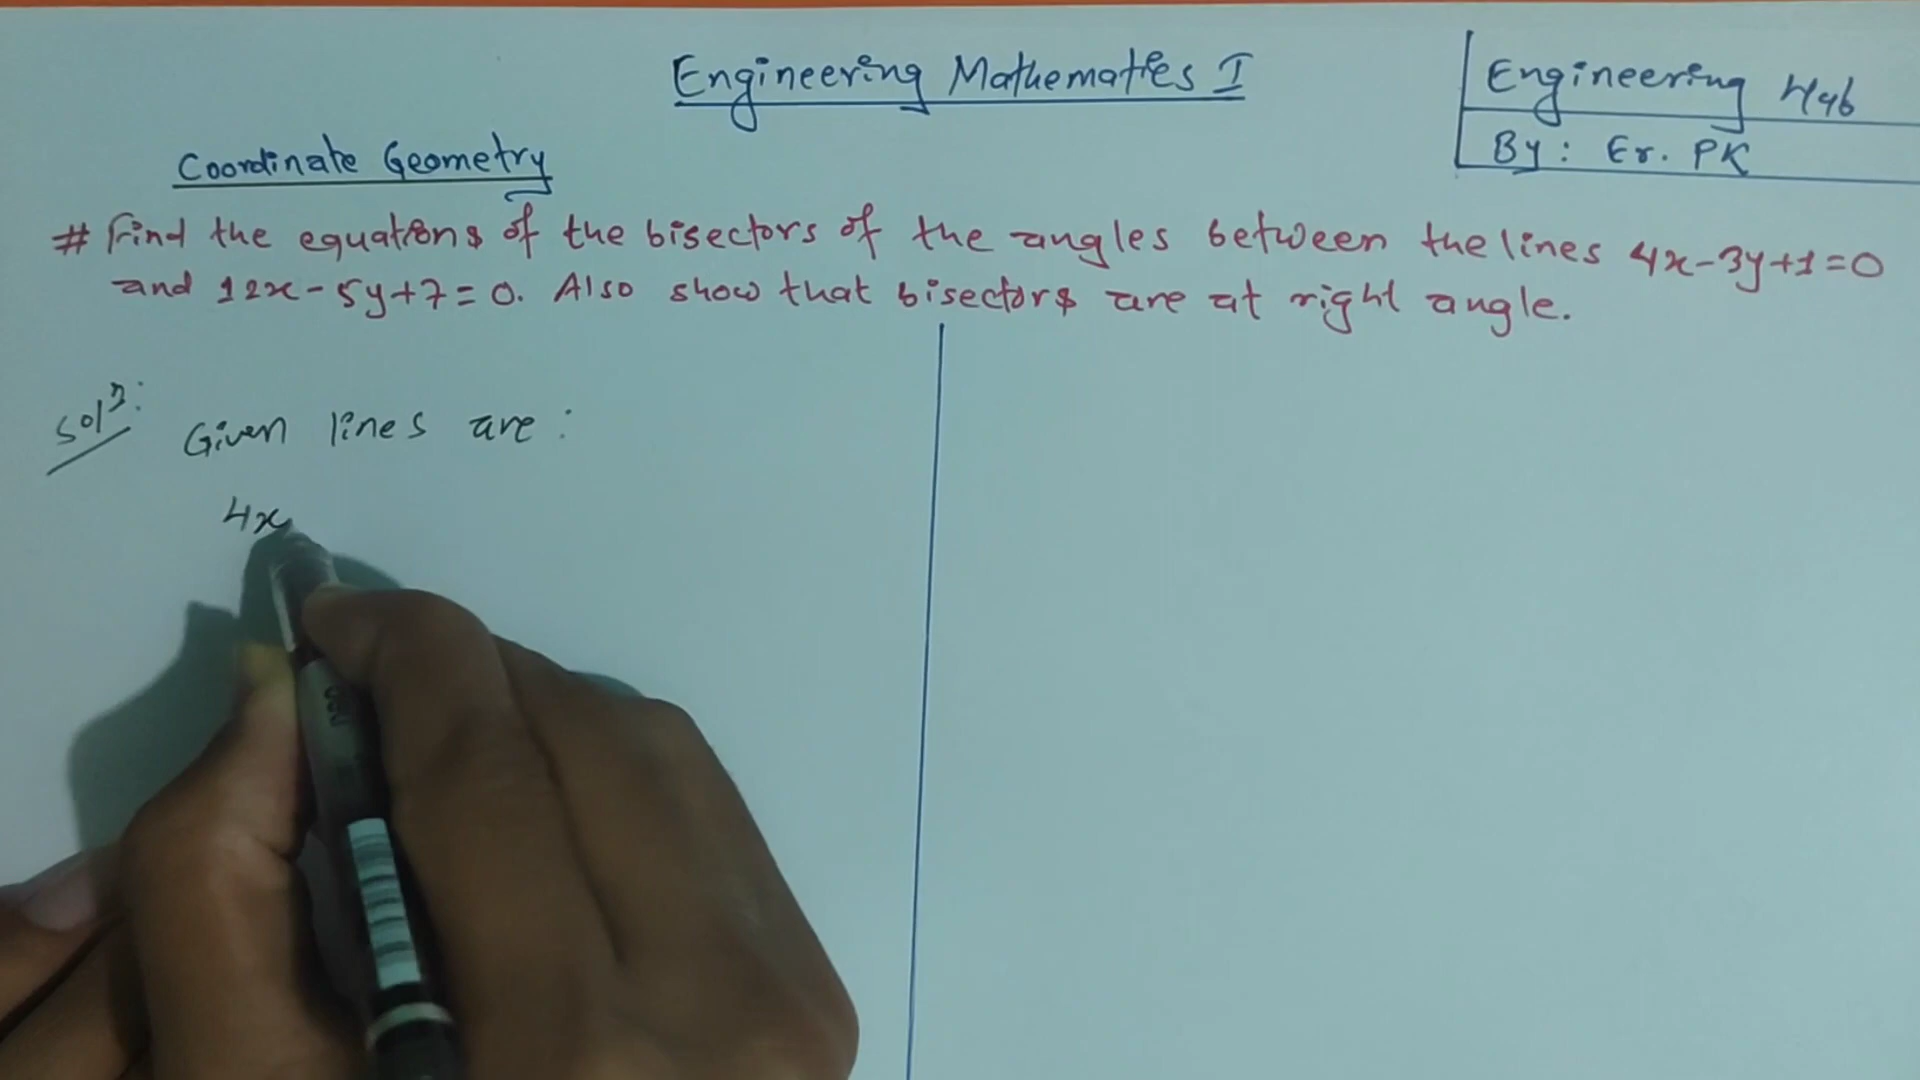 Engineering Mathematics I
Engineering Hub
By: Er. PK
Coordinate Geometry
# Find the equations of the bisectors of the angles between the lines 4x-3y+1=0
and 12x-5y+7=0. Also show that bisectors are at right angle.
Solⁿ:
Given lines are:
4x